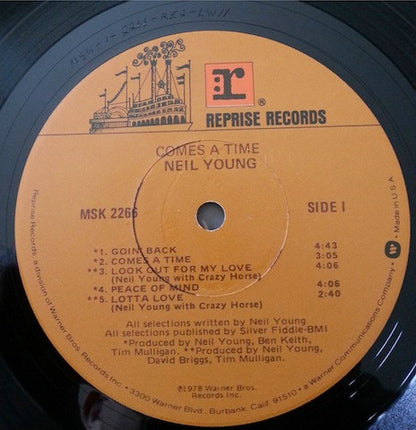 r
®
REPRISE RECORDS
COMES A TIME
NEIL YOUNG
MSK 2266
SIDE I
*1. GOIN' BACK 4:43
*2. COMES A TIME 3:05
**3. LOOK OUT FOR MY LOVE 4:06
(Neil Young with Crazy Horse)
*4. PEACE OF MIND 4:06
**5. LOTTA LOVE 2:40
(Neil Young with Crazy Horse)
All selections written by Neil Young
All selections published by Silver Fiddle-BMI
*Produced by Neil Young, Ben Keith,
Tim Mulligan. **Produced by Neil Young,
David Briggs, Tim Mulligan.
©1978 Warner Bros.
Records Inc.
Reprise Records, a division of Warner Bros. Records Inc. • 3300 Warner Blvd., Burbank, Calif. 91510 • a Warner Communications Company • W • Made in U.S.A.